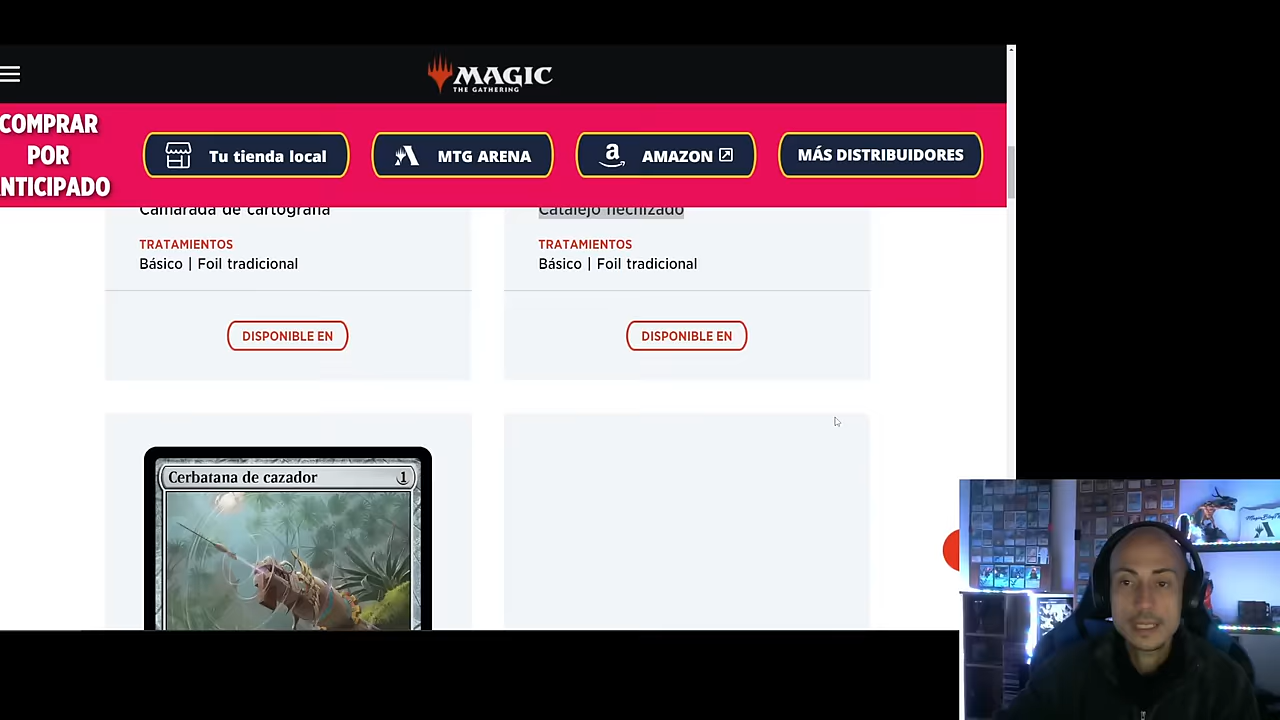 MAGIC
THE GATHERING
COMPRAR
POR
NTICIPADO
Tu tienda local
MTG ARENA
AMAZON
MÁS DISTRIBUIDORES
Camarada de cartografía
Catalejo hechizado
TRATAMIENTOS
Básico | Foil tradicional
TRATAMIENTOS
Básico | Foil tradicional
DISPONIBLE EN
DISPONIBLE EN
Cerbatana de cazador 1